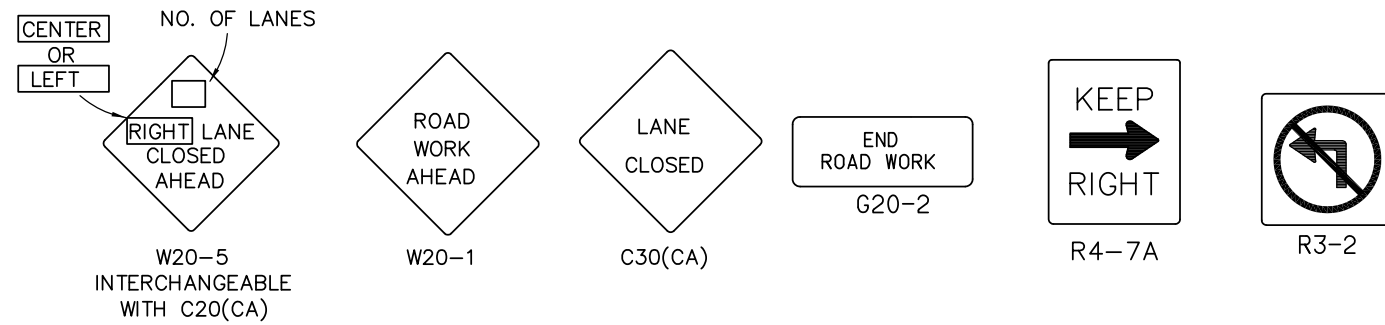 CENTER
OR
LEFT
NO. OF LANES
RIGHT LANE
CLOSED
AHEAD
W20-5
INTERCHANGEABLE
WITH C20(CA)
ROAD
WORK
AHEAD
W20-1
LANE
CLOSED
C30(CA)
END
ROAD WORK
G20-2
KEEP
RIGHT
R4-7A
R3-2